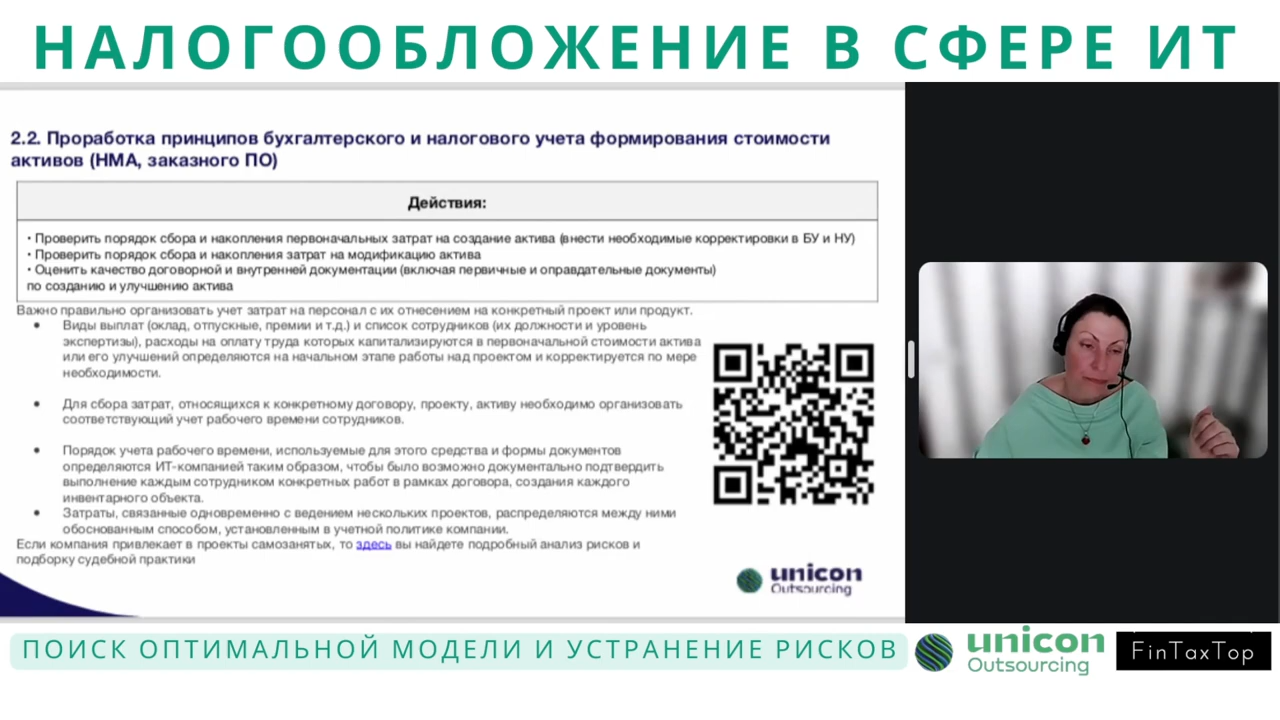 НАЛОГООБЛОЖЕНИЕ В СФЕРЕ ИТ
2.2. Проработка принципов бухгалтерского и налогового учета формирования стоимости
активов (НМА, заказного ПО)
Действия:
• Проверить порядок сбора и накопления первоначальных затрат на создание актива (внести необходимые корректировки в БУ и НУ)
• Проверить порядок сбора и накопления затрат на модификацию актива
• Оценить качество договорной и внутренней документации (включая первичные и оправдательные документы)
по созданию и улучшению актива
Важно правильно организовать учет затрат на персонал с их отнесением на конкретный проект или продукт.
• Виды выплат (оклад, отпускные, премии и т.д.) и список сотрудников (их должности и уровень
экспертизы), расходы на оплату труда которых капитализируются в первоначальной стоимости актива
или его улучшений определяются на начальном этапе работы над проектом и корректируется по мере
необходимости.
• Для сбора затрат, относящихся к конкретному договору, проекту, активу необходимо организовать
соответствующий учет рабочего времени сотрудников.
• Порядок учета рабочего времени, используемые для этого средства и формы документов
определяются ИТ-компанией таким образом, чтобы было возможно документально подтвердить
выполнение каждым сотрудником конкретных работ в рамках договора, создания каждого
инвентарного объекта.
• Затраты, связанные одновременно с ведением нескольких проектов, распределяются между ними
обоснованным способом, установленным в учетной политике компании.
Если компания привлекает в проекты самозанятых, то здесь вы найдете подробный анализ рисков и
подборку судебной практики
unicon
Outsourcing
ПОИСК ОПТИМАЛЬНОЙ МОДЕЛИ И УСТРАНЕНИЕ РИСКОВ
unicon
Outsourcing
FinTaxTop